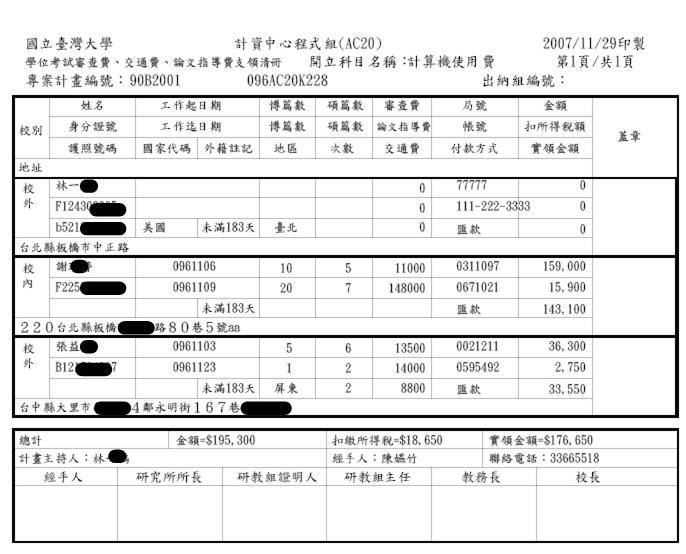 國立臺灣大學 計資中心程式組(AC20) 2007/11/29印製
學位考試審查費、交通費、論文指導費支領清冊 開立科目名稱:計算機使用費 第1頁/共1頁
專案計畫編號:90B2001 096AC20K228 出納組編號:
校別 姓名 工作起日期 博篇數 碩篇數 審查費 局號 金額 蓋章
身分證號 工作迄日期 博篇數 碩篇數 論文指導費 帳號 扣所得稅額
護照號碼 國家代碼 外籍註記 地區 次數 交通費 付款方式 實領金額
地址
校外 林一 0 77777 0
F12430 0 111-222-3333 0
b521 美國 未滿183天 臺北 0 匯款 0
台北縣板橋市中正路
校內 謝 0961106 10 5 11000 0311097 159,000
F225 0961109 20 7 148000 0671021 15,900
未滿183天 匯款 143,100
220台北縣板橋 路80巷5號aa
校外 張益 0961103 5 6 13500 0021211 36,300
B12 7 0961123 1 2 14000 0595492 2,750
未滿183天 屏東 2 8800 匯款 33,550
台中縣大里市 4鄰永明街167巷
總計 金額=$195,300 扣繳所得稅=$18,650 實領金額=$176,650
計畫主持人:林一 經手人:陳嬿竹 聯絡電話:33665518
經手人 研究所所長 研教組證明人 研教組主任 教務長 校長